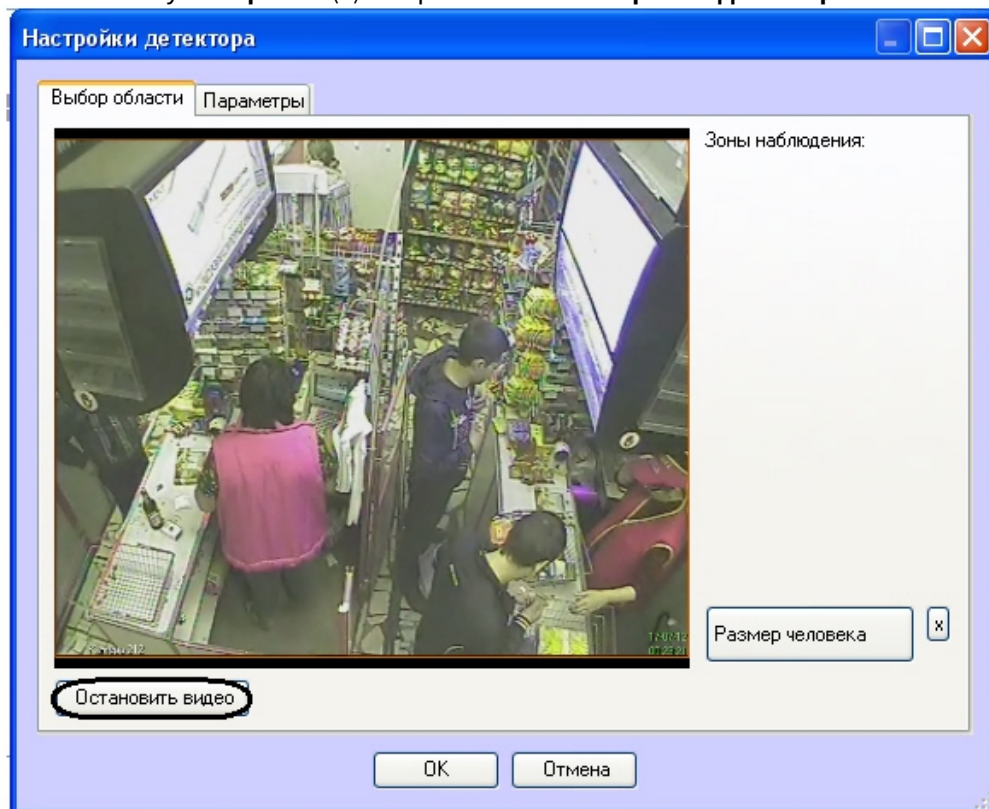 Настройки детектора
Выбор области
Параметры
Зоны наблюдения:
Размер человека
x
Остановить видео
OK
Отмена